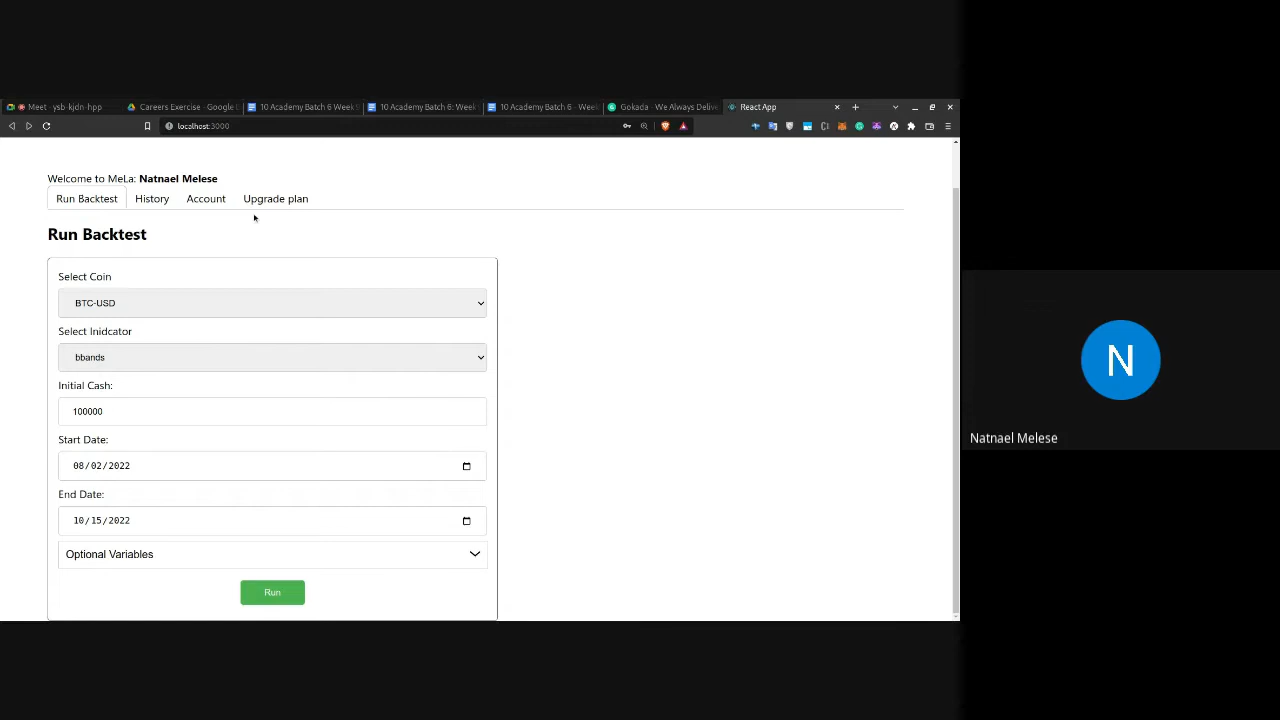 Meet - ysb-kjdn-hpp
Careers Exercise - Google
10 Academy Batch 6 Week
10 Academy Batch 6: Week
10 Academy Batch 6 - Week
Gokada - We Always Delive
React App
localhost:3000
Welcome to MeLa: Natnael Melese
Run Backtest
History
Account
Upgrade plan
Run Backtest
Select Coin
BTC-USD
Select Inidcator
bbands
Initial Cash:
100000
Start Date:
08/02/2022
End Date:
10/15/2022
Optional Variables
Run
N
Natnael Melese